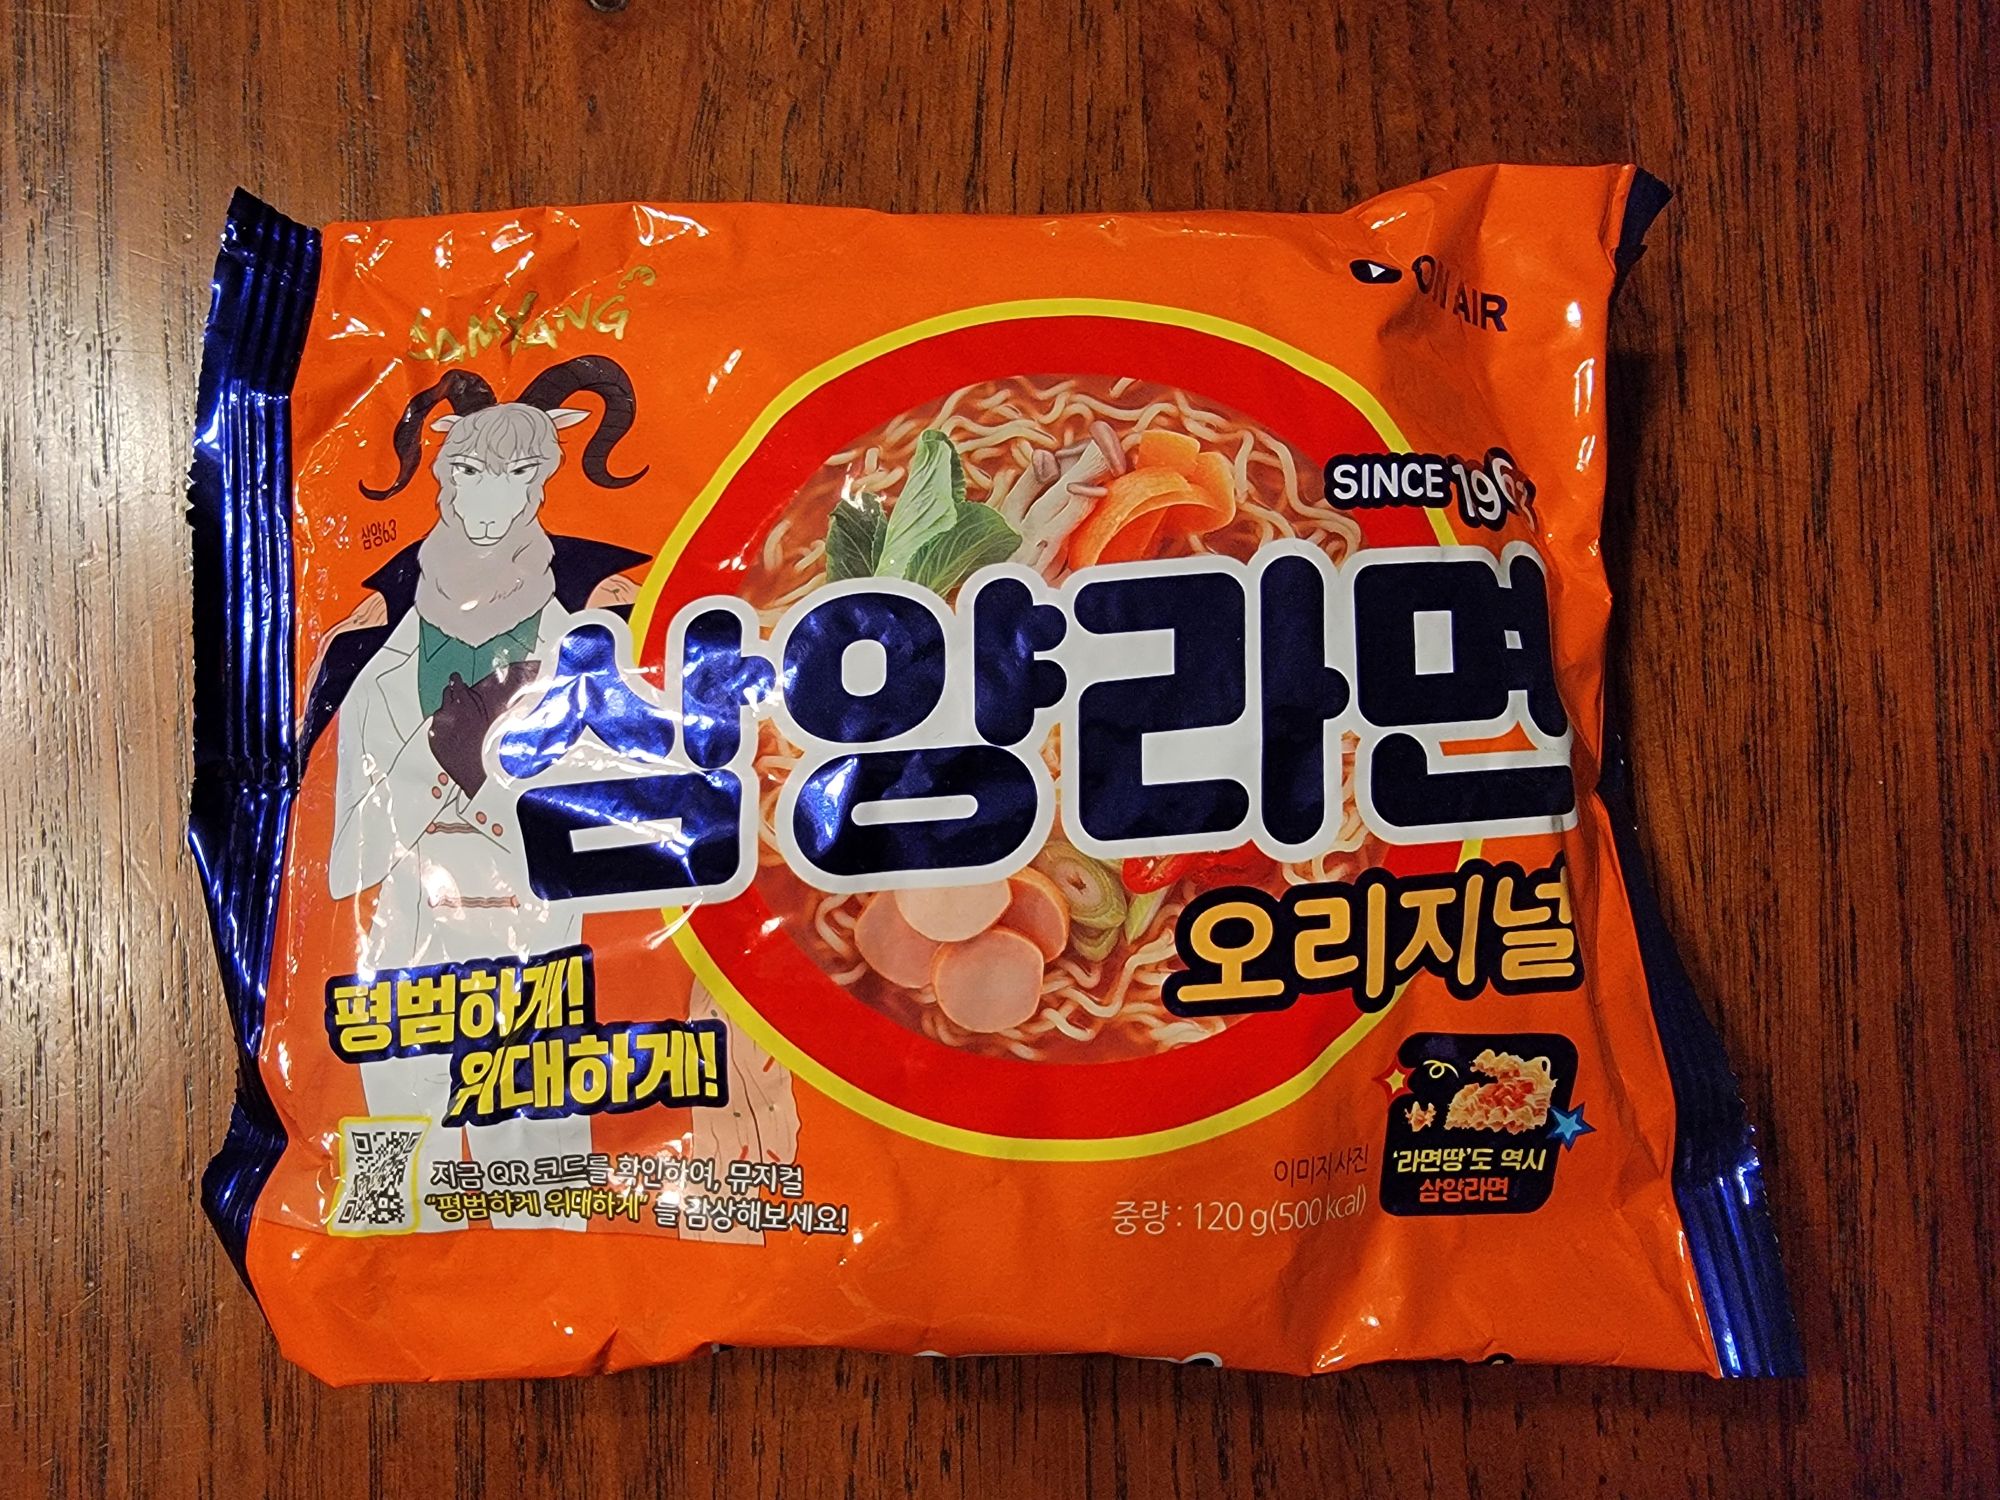 SAMYANG
ON AIR
SINCE 1963
삼양63
삼양라면
오리지널
평범하게!
위대하게!
지금 QR 코드를 확인하여, 뮤지컬
"평범하게 위대하게" 를 감상해보세요!
이미지사진
중량 : 120 g(500 kcal)
'라면땅'도 역시
삼양라면